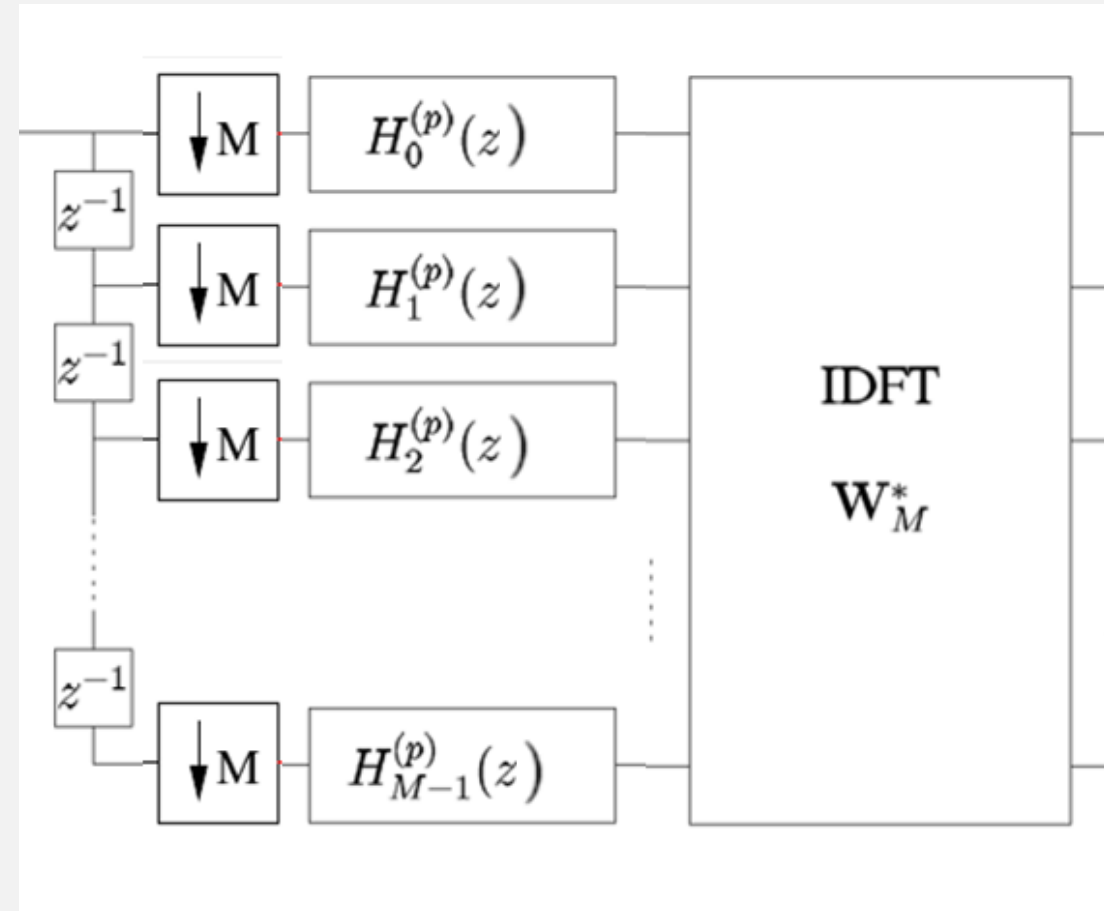 ↓ M H_0^{(p)}(z)
z^{-1}
↓ M H_1^{(p)}(z)
z^{-1}
↓ M H_2^{(p)}(z)
IDFT
W_M^*
z^{-1}
↓ M H_{M-1}^{(p)}(z)